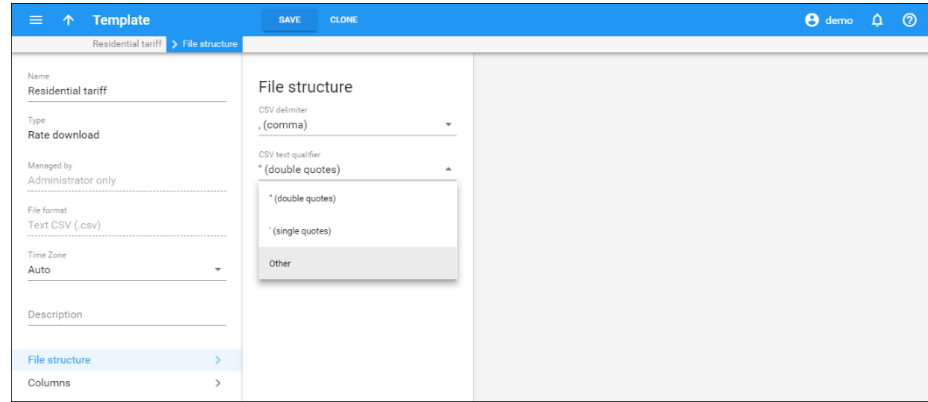 Template
SAVE CLONE
demo
Residential tariff File structure
Name
Residential tariff
Type
Rate download
Managed by
Administrator only
File format
Text CSV (.csv)
Time Zone
Auto
Description
File structure
Columns
File structure
CSV delimiter
, (comma)
CSV text qualifier
" (double quotes)
" (double quotes)
' (single quotes)
Other